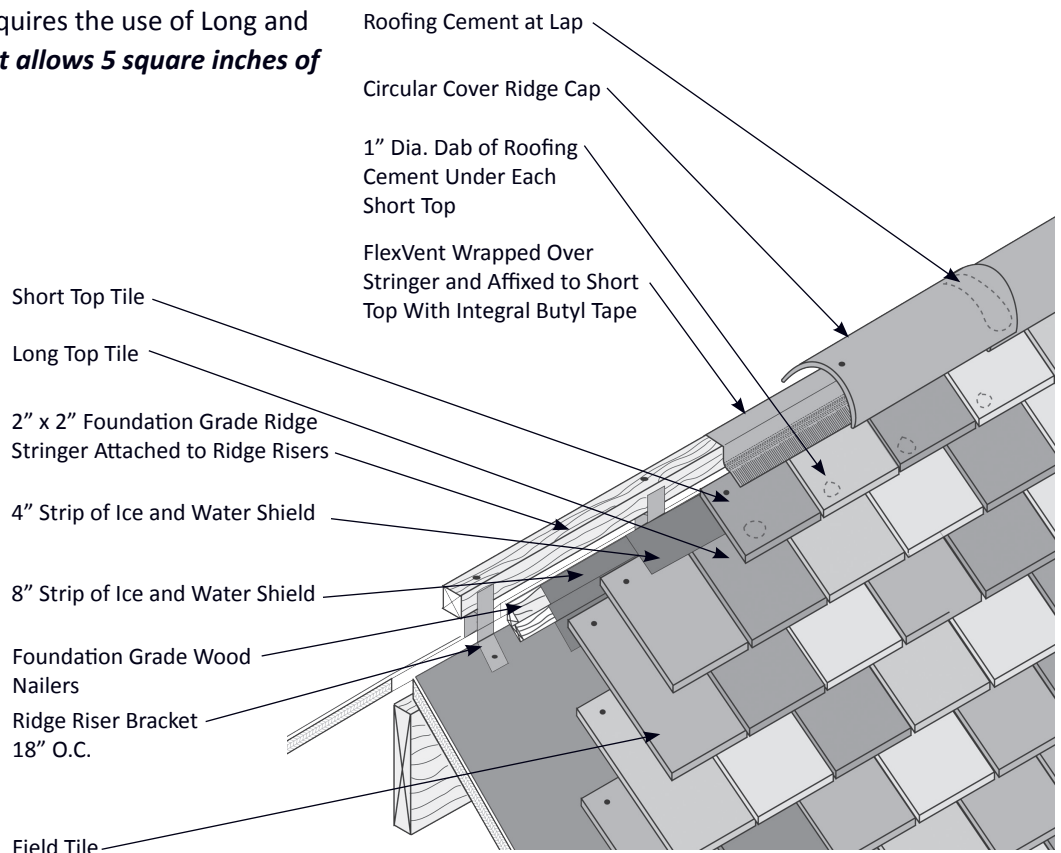 quires the use of Long and
t allows 5 square inches of
Roofing Cement at Lap
Circular Cover Ridge Cap
1” Dia. Dab of Roofing
Cement Under Each
Short Top
FlexVent Wrapped Over
Stringer and Affixed to Short
Top With Integral Butyl Tape
Short Top Tile
Long Top Tile
2” x 2” Foundation Grade Ridge
Stringer Attached to Ridge Risers
4” Strip of Ice and Water Shield
8” Strip of Ice and Water Shield
Foundation Grade Wood
Nailers
Ridge Riser Bracket
18” O.C.
Field Tile